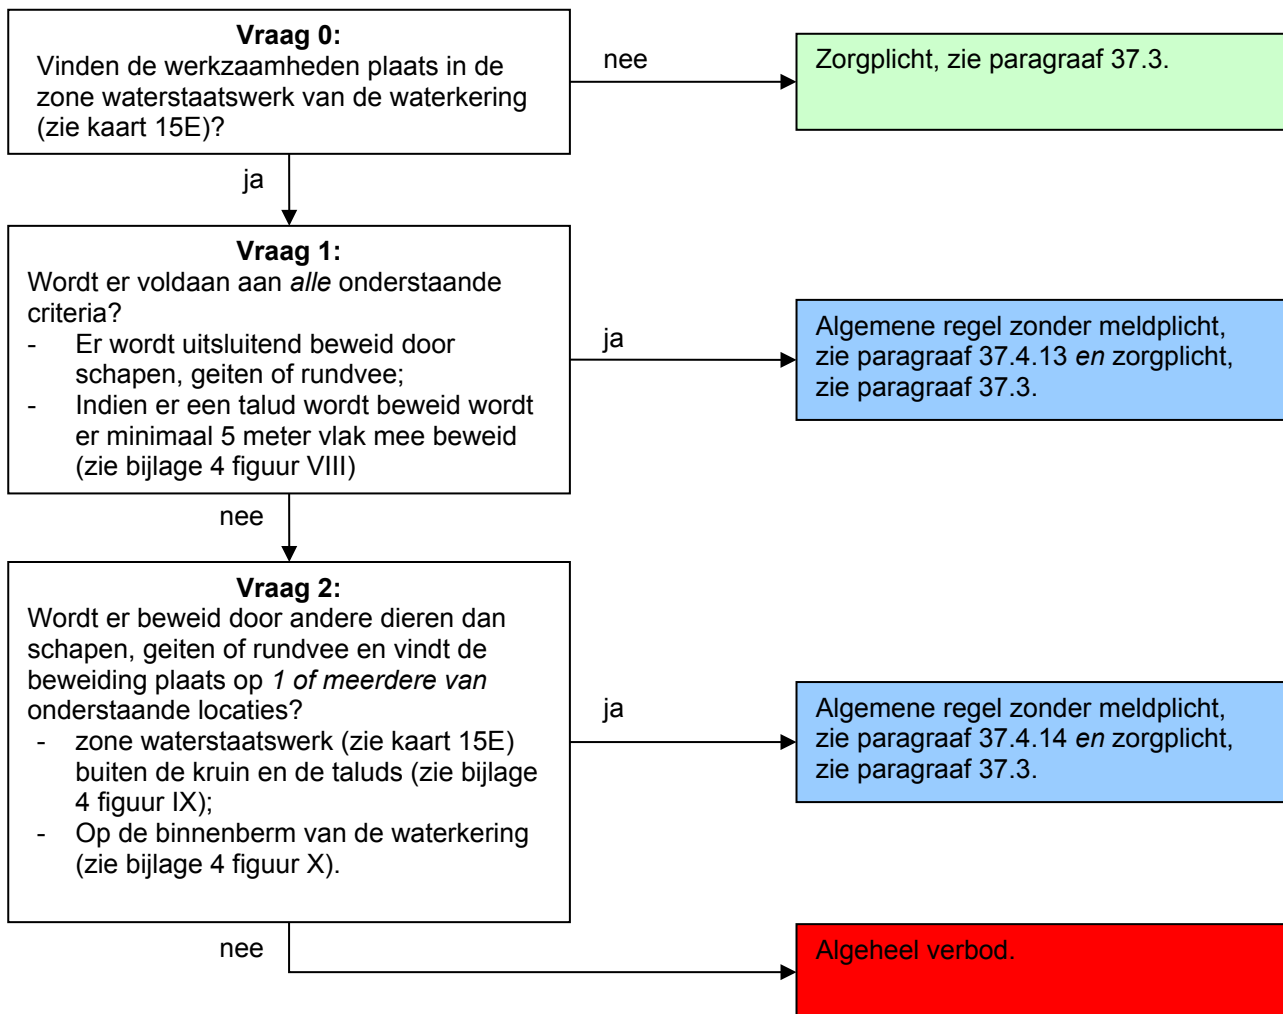 Vraag 0:
Vinden de werkzaamheden plaats in de
zone waterstaatswerk van de waterkering
(zie kaart 15E)?
nee
Zorgplicht, zie paragraaf 37.3.
ja
Vraag 1:
Wordt er voldaan aan alle onderstaande
criteria?
- Er wordt uitsluitend beweid door
schapen, geiten of rundvee;
- Indien er een talud wordt beweid wordt
er minimaal 5 meter vlak mee beweid
(zie bijlage 4 figuur VIII)
ja
Algemene regel zonder meldplicht,
zie paragraaf 37.4.13 en zorgplicht,
zie paragraaf 37.3.
nee
Vraag 2:
Wordt er beweid door andere dieren dan
schapen, geiten of rundvee en vindt de
beweiding plaats op 1 of meerdere van
onderstaande locaties?
- zone waterstaatswerk (zie kaart 15E)
buiten de kruin en de taluds (zie bijlage
4 figuur IX);
- Op de binnenberm van de waterkering
(zie bijlage 4 figuur X).
ja
Algemene regel zonder meldplicht,
zie paragraaf 37.4.14 en zorgplicht,
zie paragraaf 37.3.
nee
Algeheel verbod.